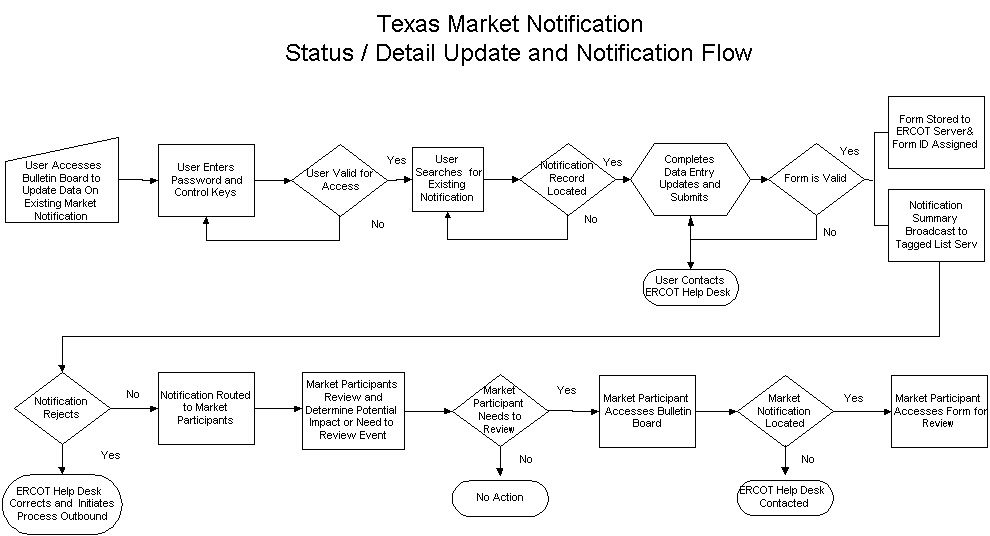 Texas Market Notification
Status / Detail Update and Notification Flow
User Accesses
Bulletin Board to
Update Data On
Existing Market
Notification
User Enters
Password and
Control Keys
User Valid for
Access
Yes
No
User
Searches for
Existing
Notification
Notification
Record
Located
Yes
No
Completes
Data Entry
Updates and
Submits
User Contacts
ERCOT Help Desk
Form is Valid
Yes
No
Form Stored to
ERCOT Server&
Form ID Assigned
Notification
Summary
Broadcast to
Tagged List Serv
Notification
Rejects
No
Yes
ERCOT Help Desk
Corrects and Initiates
Process Outbound
Notification Routed
to Market
Participants
Market Participants
Review and
Determine Potential
Impact or Need to
Review Event
Market
Participant
Needs to
Review
Yes
No
No Action
Market Participant
Accesses Bulletin
Board
Market
Notification
Located
Yes
No
ERCOT Help Desk
Contacted
Market Participant
Accesses Form for
Review